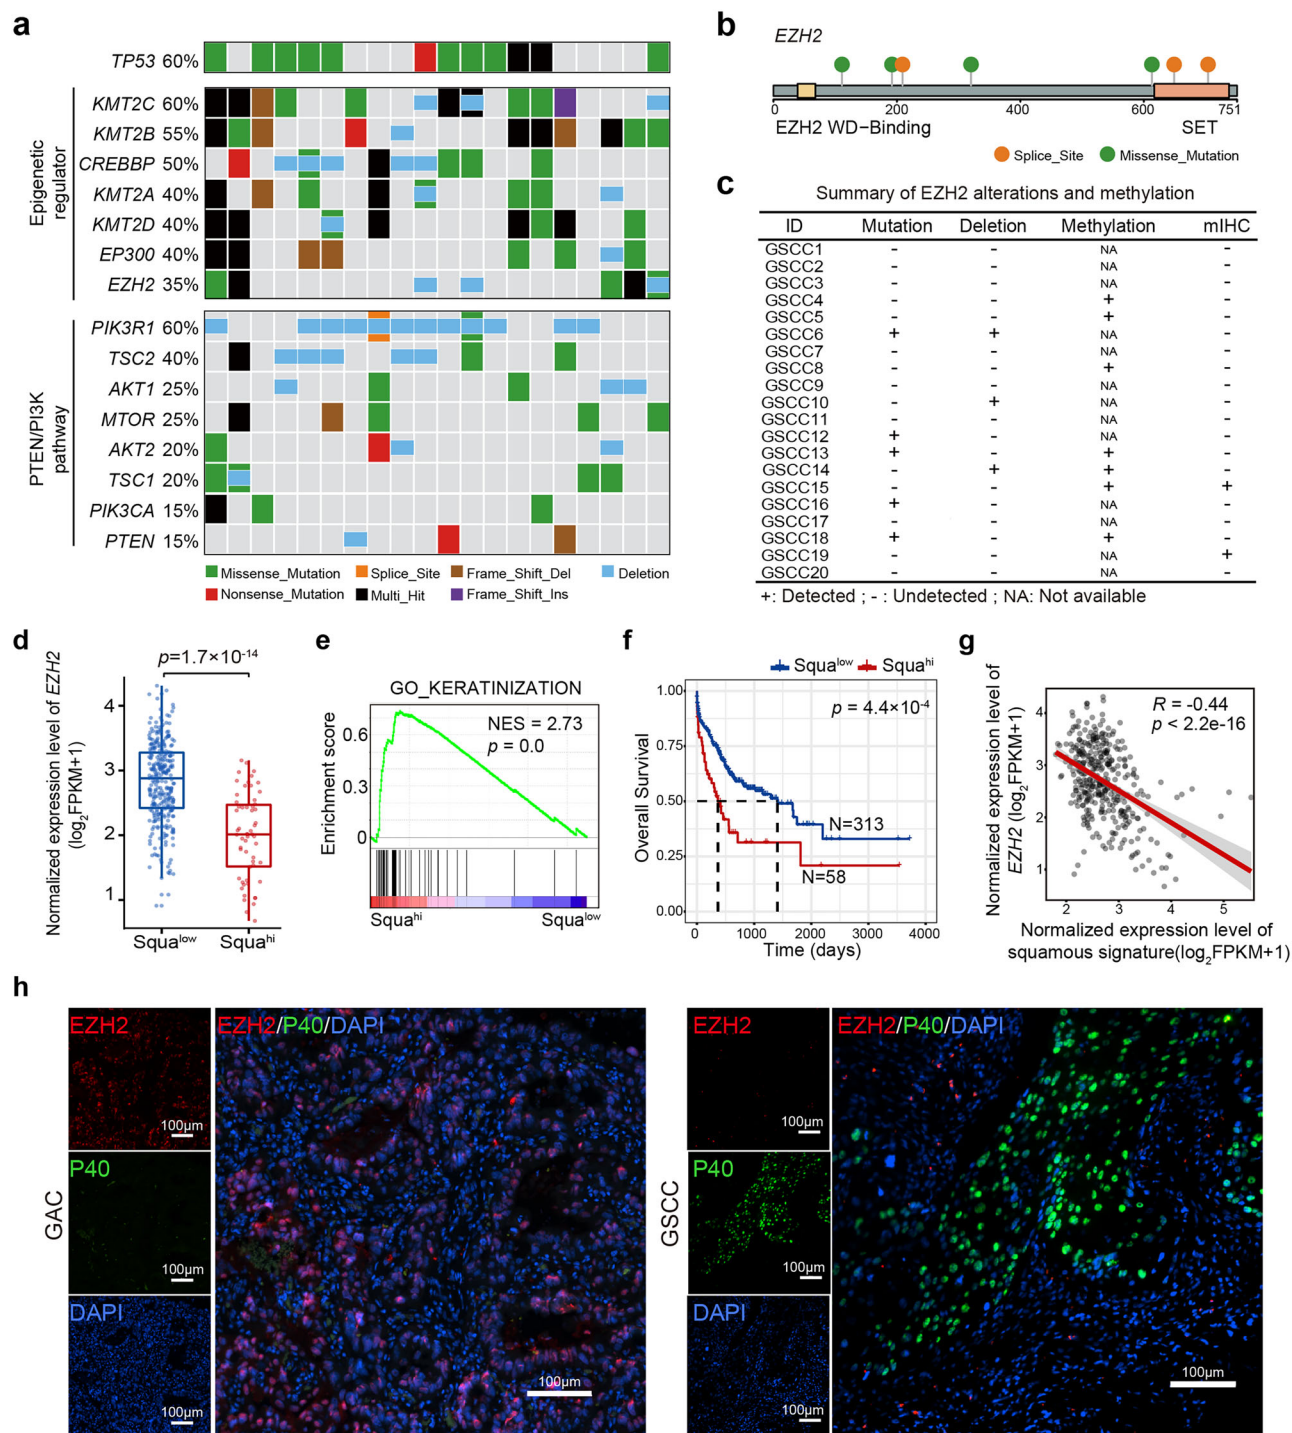 a
TP53 60%
Epigenetic regulator
KMT2C 60%
KMT2B 55%
CREBBP 50%
KMT2A 40%
KMT2D 40%
EP300 40%
EZH2 35%
PTEN/PI3K pathway
PIK3R1 60%
TSC2 40%
AKT1 25%
MTOR 25%
AKT2 20%
TSC1 20%
PIK3CA 15%
PTEN 15%
Missense_Mutation Splice_Site Frame_Shift_Del Deletion
Nonsense_Mutation Multi_Hit Frame_Shift_Ins
b
EZH2
0 200 400 600 751
EZH2 WD-Binding SET
Splice_Site Missense_Mutation
c
Summary of EZH2 alterations and methylation
ID Mutation Deletion Methylation mIHC
GSCC1 - - NA -
GSCC2 - - NA -
GSCC3 - - NA -
GSCC4 - - + -
GSCC5 - - + -
GSCC6 + + NA -
GSCC7 - - NA -
GSCC8 - - + -
GSCC9 - - NA -
GSCC10 - + NA -
GSCC11 - - NA -
GSCC12 + - NA -
GSCC13 + - + -
GSCC14 - + + -
GSCC15 - - + +
GSCC16 + - NA -
GSCC17 - - NA -
GSCC18 + - + -
GSCC19 - - NA +
GSCC20 - - NA -
+: Detected ; - : Undetected ; NA: Not available
d
p=1.7×10⁻¹⁴
Normalized expression level of EZH2
(log₂FPKM+1)
4
3
2
1
Squaˡᵒʷ Squaʰⁱ
e
GO_KERATINIZATION
NES = 2.73
p = 0.0
Enrichment score
0.6
0.3
0
Squaʰⁱ Squaˡᵒʷ
f
Squaˡᵒʷ Squaʰⁱ
p = 4.4×10⁻⁴
Overall Survival
1.00
0.75
0.50
0.25
0.00
N=313
N=58
0 1000 2000 3000 4000
Time (days)
g
R = -0.44
p < 2.2e-16
Normalized expression level of
EZH2 (log₂FPKM+1)
4
3
2
1
2 3 4 5
Normalized expression level of
squamous signature(log₂FPKM+1)
h
GAC
EZH2
100μm
P40
100μm
DAPI
100μm
EZH2/P40/DAPI
100μm
GSCC
EZH2
100μm
P40
100μm
DAPI
100μm
EZH2/P40/DAPI
100μm